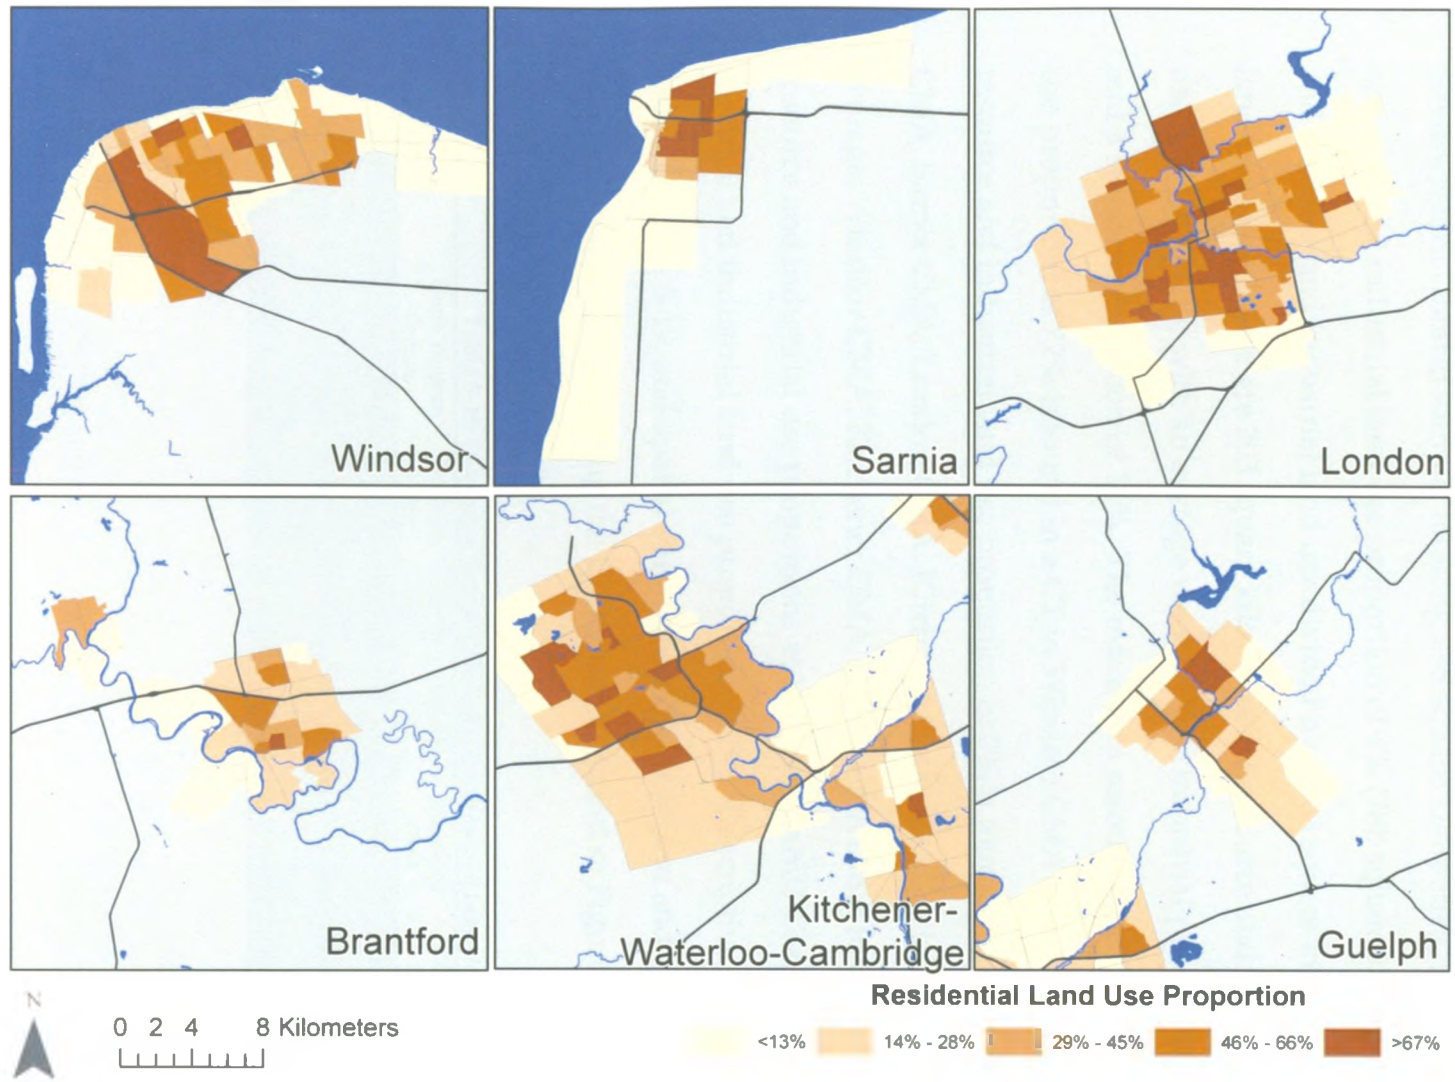 Windsor
Sarnia
London
Brantford
Kitchener-
Waterloo-Cambridge
Guelph
Residential Land Use Proportion
N
0 2 4 8 Kilometers
<13% 14% - 28% 29% - 45% 46% - 66% >67%